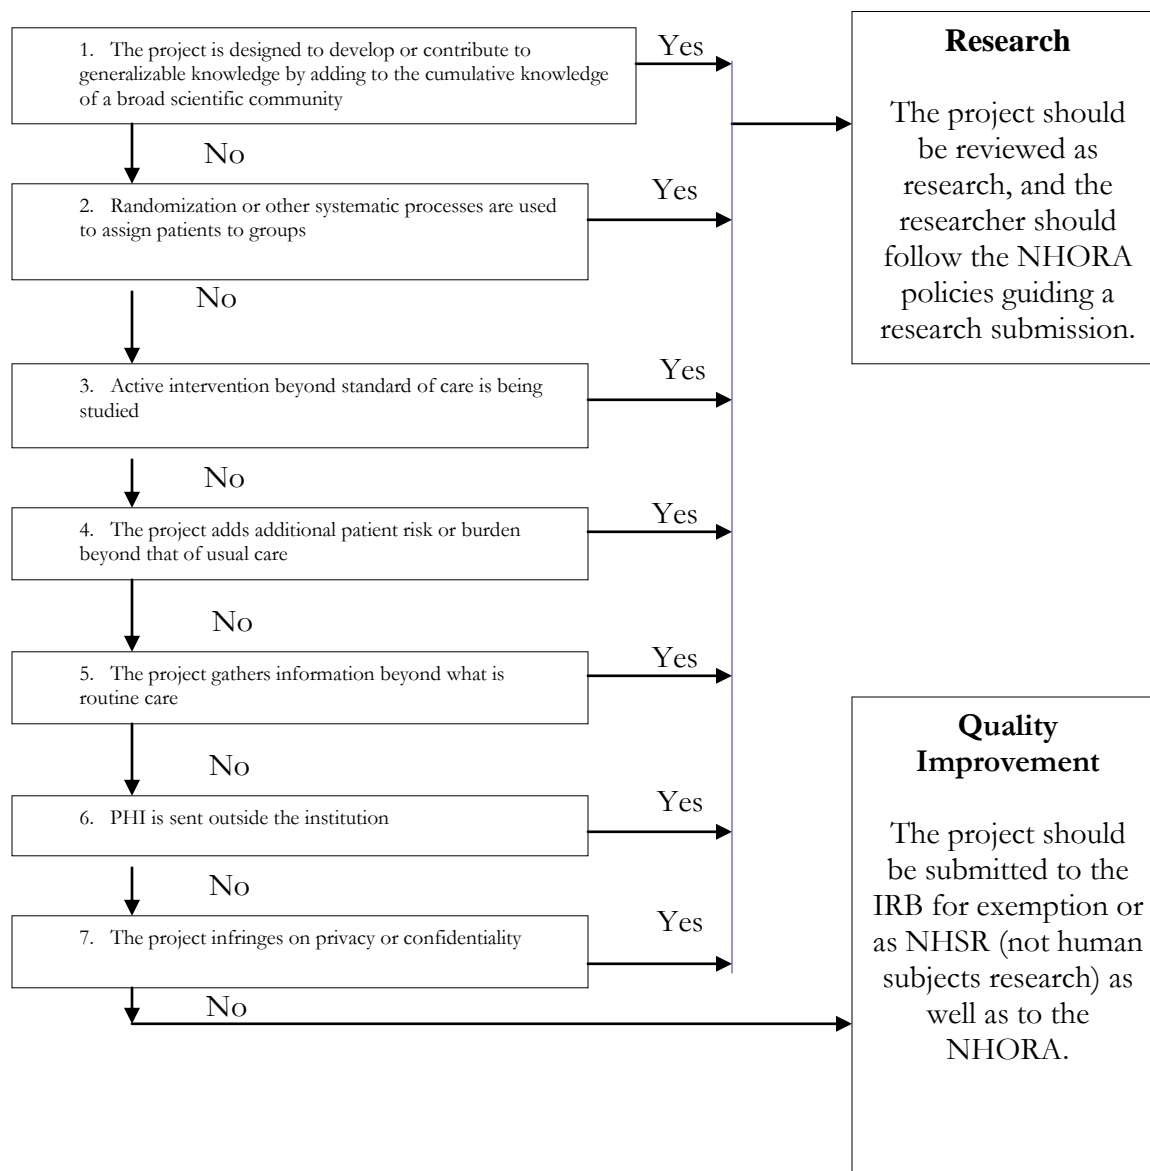 1. The project is designed to develop or contribute to
generalizable knowledge by adding to the cumulative knowledge
of a broad scientific community
Yes
No
2. Randomization or other systematic processes are used
to assign patients to groups
Yes
No
3. Active intervention beyond standard of care is being
studied
Yes
No
4. The project adds additional patient risk or burden
beyond that of usual care
Yes
No
5. The project gathers information beyond what is
routine care
Yes
No
6. PHI is sent outside the institution
Yes
No
7. The project infringes on privacy or confidentiality
Yes
No
Research
The project should
be reviewed as
research, and the
researcher should
follow the NHORA
policies guiding a
research submission.
Quality
Improvement
The project should
be submitted to the
IRB for exemption or
as NHSR (not human
subjects research) as
well as to the
NHORA.